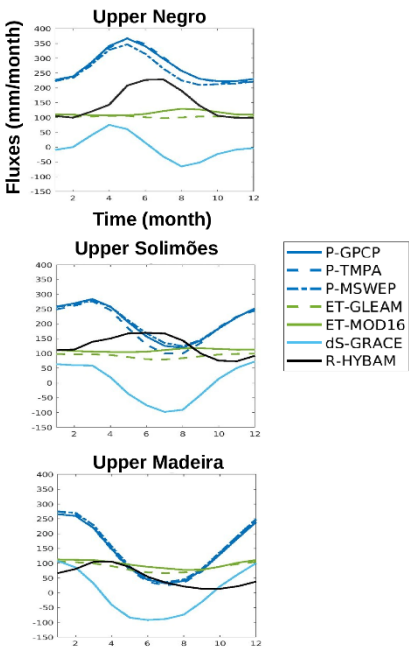 Upper Negro
400
350
300
250
200
150
100
50
0
-50
-100
-150
2 4 6 8 10 12
Fluxes (mm/month)
Time (month)
Upper Solimões
400
350
300
250
200
150
100
50
0
-50
-100
-150
2 4 6 8 10 12
P-GPCP
P-TMPA
P-MSWEP
ET-GLEAM
ET-MOD16
dS-GRACE
R-HYBAM
Upper Madeira
400
350
300
250
200
150
100
50
0
-50
-100
-150
2 4 6 8 10 12